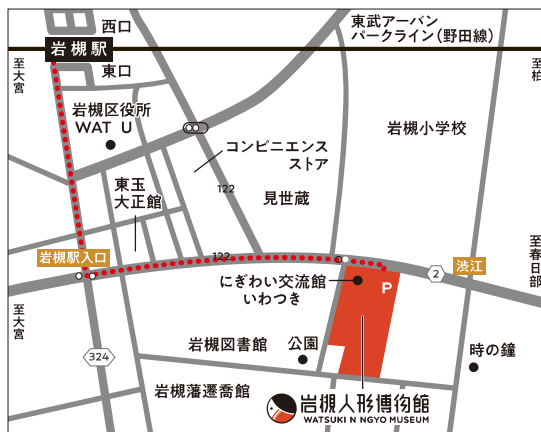 西口
岩槻駅
東口
東武アーバン
パークライン(野田線)
至大宮
至柏
岩槻区役所
WAT U
コンビニエンス
ストア
岩槻小学校
東玉
大正館
122
見世蔵
122
岩槻駅入口
至春日部
渋江
2
にぎわい交流館
いわつき
P
至大宮
324
岩槻図書館
公園
時の鐘
岩槻藩遷喬館
岩槻人形博物館
WATSUKI N NGYO MUSEUM